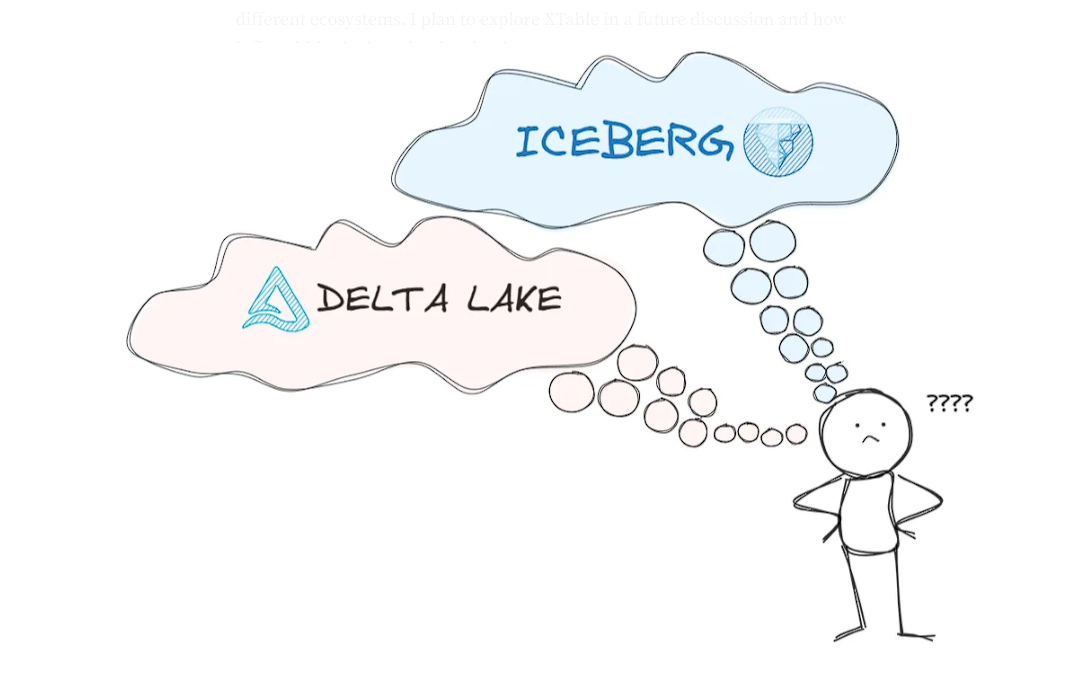 different ecosystems. I plan to explore XTable in a future discussion and how
ICEBERG
DELTA LAKE
????